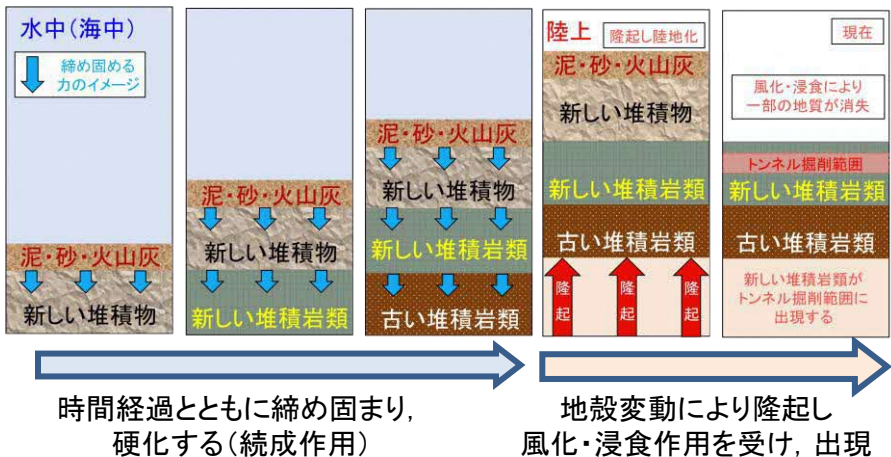 水中(海中)
締め固める
力のイメージ
泥・砂・火山灰
新しい堆積物
泥・砂・火山灰
新しい堆積物
新しい堆積岩類
泥・砂・火山灰
新しい堆積物
新しい堆積岩類
古い堆積岩類
陸上
隆起し陸地化
泥・砂・火山灰
新しい堆積物
新しい堆積岩類
古い堆積岩類
隆起
隆起
隆起
現在
風化・浸食により
一部の地質が消失
トンネル掘削範囲
新しい堆積岩類
古い堆積岩類
新しい堆積岩類が
トンネル掘削範囲に
出現する
時間経過とともに締め固まり,
硬化する(続成作用)
地殻変動により隆起し
風化・浸食作用を受け, 出現